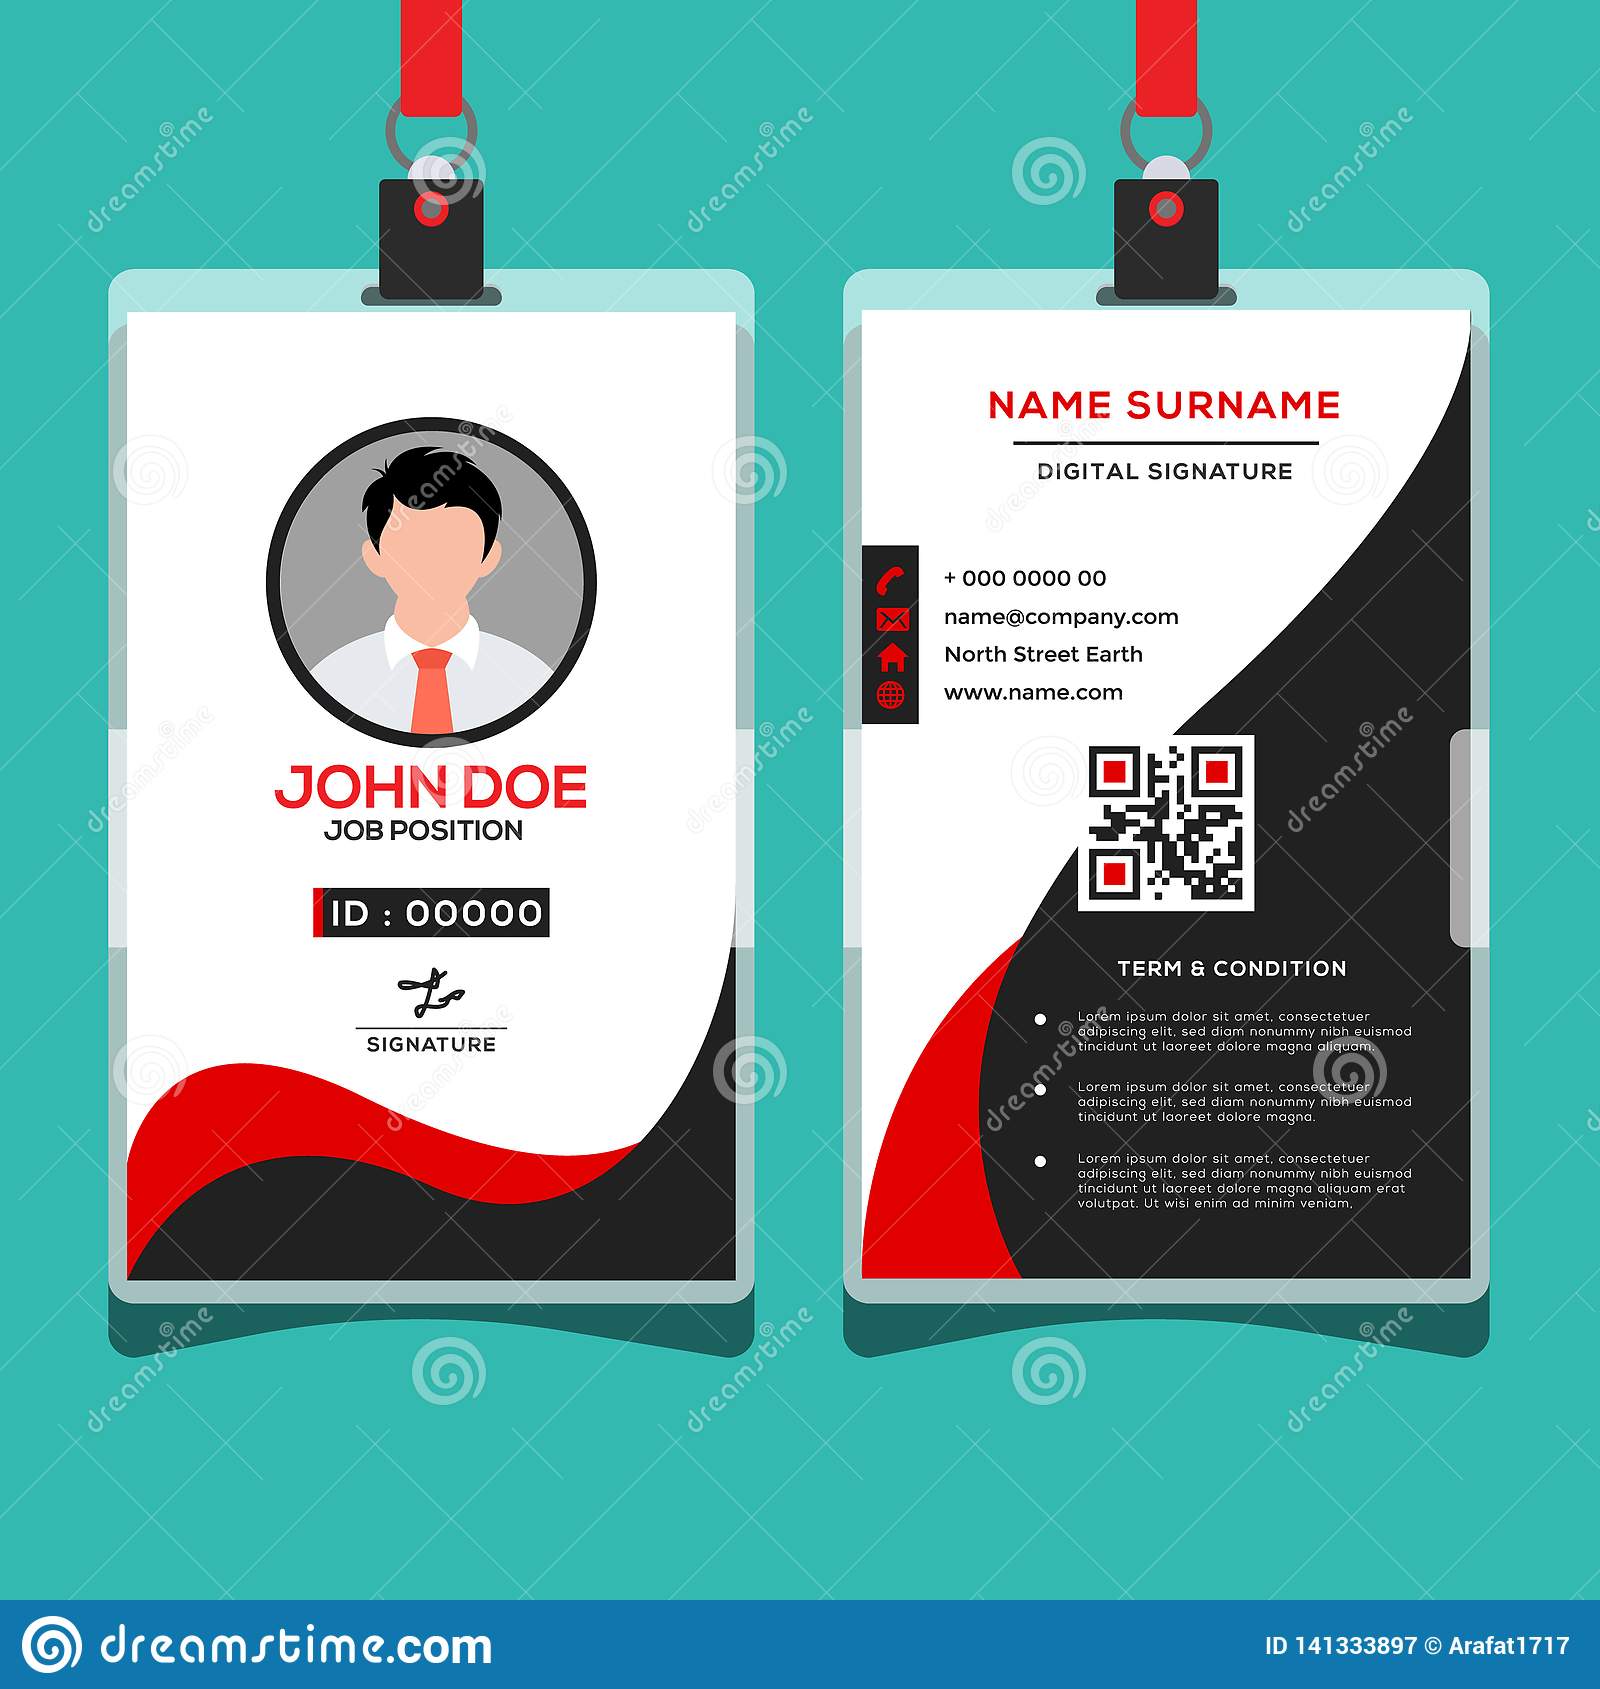 JOHN DOE
JOB POSITION
ID : 00000
SIGNATURE
NAME SURNAME
DIGITAL SIGNATURE
+ 000 0000 00
name@company.com
North Street Earth
www.name.com
TERM & CONDITION
Lorem ipsum dolor sit amet, consectetuer
adipiscing elit, sed diam nonummy nibh euismod
tincidunt ut laoreet dolore magna aliquam.
Lorem ipsum dolor sit amet, consectetuer
adipiscing elit, sed diam nonummy nibh euismod
tincidunt ut laoreet dolore magna.
Lorem ipsum dolor sit amet, consectetuer
adipiscing elit, sed diam nonummy nibh euismod
tincidunt ut laoreet dolore magna aliquam erat
volutpat. Ut wisi enim ad minim veniam,
dreamstime.com
ID 141333897 © Arafat1717